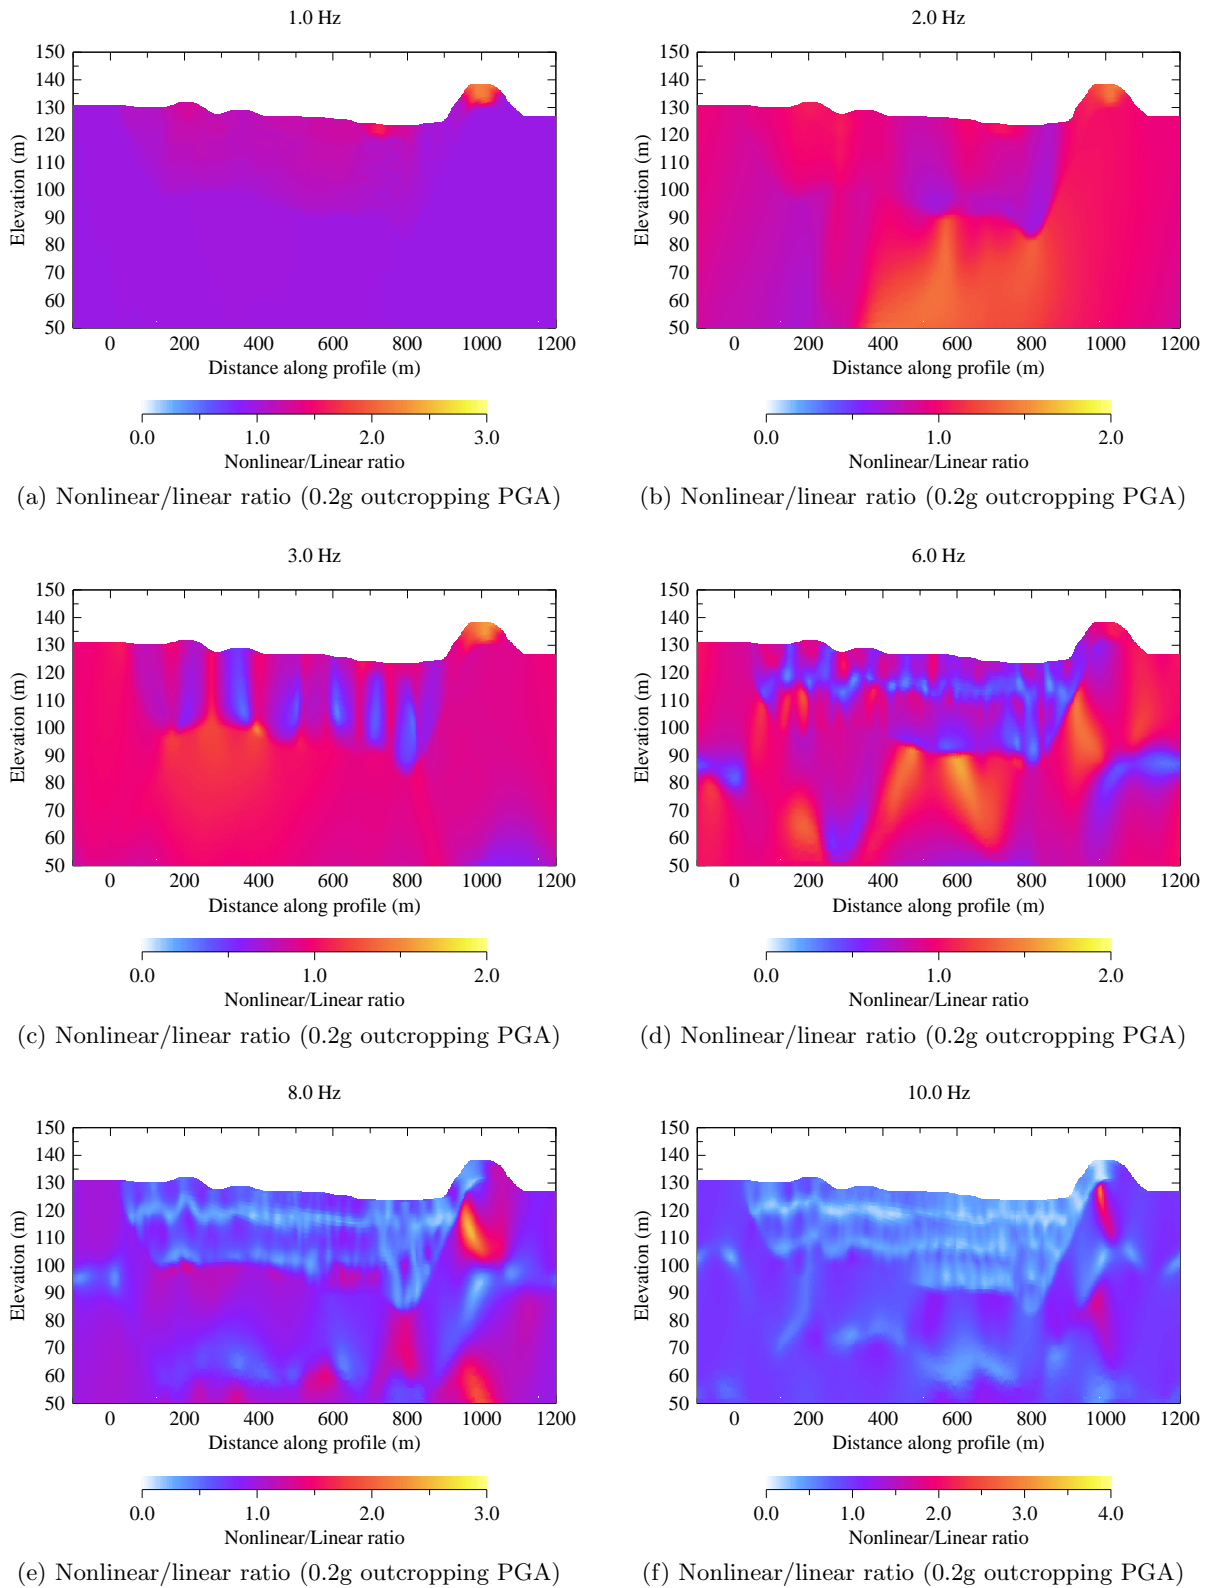 1.0 Hz
150
140
130
120
110
100
90
80
70
60
50
Elevation (m)
0 200 400 600 800 1000 1200
Distance along profile (m)
0.0 1.0 2.0 3.0
Nonlinear/Linear ratio
(a) Nonlinear/linear ratio (0.2g outcropping PGA)
2.0 Hz
150
140
130
120
110
100
90
80
70
60
50
Elevation (m)
0 200 400 600 800 1000 1200
Distance along profile (m)
0.0 1.0 2.0
Nonlinear/Linear ratio
(b) Nonlinear/linear ratio (0.2g outcropping PGA)
3.0 Hz
150
140
130
120
110
100
90
80
70
60
50
Elevation (m)
0 200 400 600 800 1000 1200
Distance along profile (m)
0.0 1.0 2.0
Nonlinear/Linear ratio
(c) Nonlinear/linear ratio (0.2g outcropping PGA)
6.0 Hz
150
140
130
120
110
100
90
80
70
60
50
Elevation (m)
0 200 400 600 800 1000 1200
Distance along profile (m)
0.0 1.0 2.0
Nonlinear/Linear ratio
(d) Nonlinear/linear ratio (0.2g outcropping PGA)
8.0 Hz
150
140
130
120
110
100
90
80
70
60
50
Elevation (m)
0 200 400 600 800 1000 1200
Distance along profile (m)
0.0 1.0 2.0 3.0
Nonlinear/Linear ratio
(e) Nonlinear/linear ratio (0.2g outcropping PGA)
10.0 Hz
150
140
130
120
110
100
90
80
70
60
50
Elevation (m)
0 200 400 600 800 1000 1200
Distance along profile (m)
0.0 1.0 2.0 3.0 4.0
Nonlinear/Linear ratio
(f) Nonlinear/linear ratio (0.2g outcropping PGA)